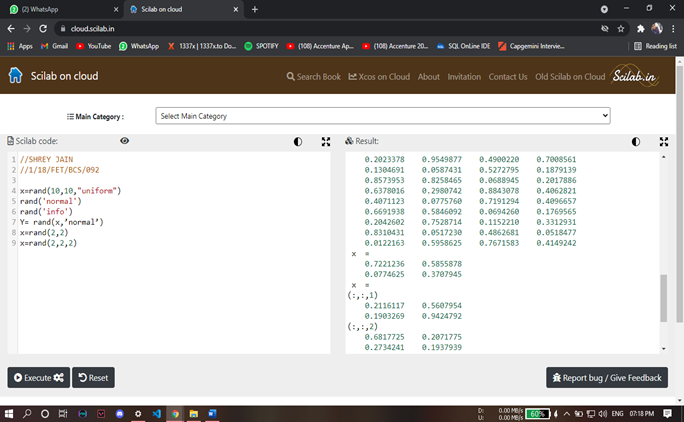 (2) WhatsApp
Scilab on cloud
cloud.scilab.in
Apps
Gmail
YouTube
WhatsApp
1337x | 1337x.to Do...
SPOTIFY
(108) Accenture Ap...
(108) Accenture 20...
SQL OnLine IDE
Capgemini Intervie...
Reading list
Scilab on cloud
Search Book
Xcos on Cloud
About
Invitation
Contact Us
Old Scilab on Cloud
Scilab.in
Main Category :
Select Main Category
Scilab code:
1 //SHREY JAIN
2 //1/18/FET/BCS/092
3
4 x=rand(10,10,"uniform")
5 rand('normal')
6 rand('info')
7 Y= rand(x,’normal’)
8 x=rand(2,2)
9 x=rand(2,2,2)
Result:
0.2023378 0.9549877 0.4900220 0.7008561
0.1304691 0.0587431 0.5272795 0.1879139
0.8573953 0.8258465 0.0688945 0.2017886
0.6378016 0.2980742 0.8843078 0.4062821
0.4071123 0.0775760 0.7191294 0.4096657
0.6691938 0.5846092 0.0694260 0.1769565
0.2042602 0.7528714 0.1152210 0.3312931
0.8310431 0.0517230 0.4862681 0.0518477
0.0122163 0.5958625 0.7671583 0.4149242
x =
0.7221236 0.5855878
0.0774625 0.3707945
x =
(:,:,1)
0.2116117 0.5607954
0.1903269 0.9424792
(:,:,2)
0.6817725 0.2071775
0.2734241 0.1937939
Execute
Reset
Report bug / Give Feedback
D: 0.00 MB/s
U: 0.00 MB/s
60%
ENG
07:18 PM